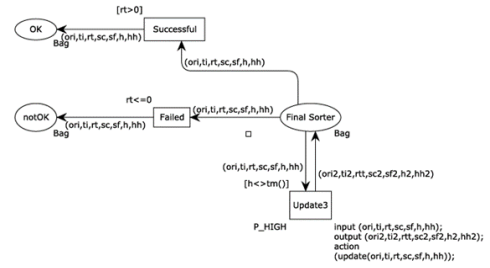 [rt>0]
OK
Successful
(ori,ti,rt,sc,sf,h,hh)
Bag
(ori,ti,rt,sc,sf,h,hh)
rt<=0
(ori,ti,rt,sc,sf,h,hh)
notOK
Failed
Final Sorter
(ori,ti,rt,sc,sf,h,hh)
Bag
Bag
(ori,ti,rt,sc,sf,h,hh)
(ori2,ti2,rtt,sc2,sf2,h2,hh2)
[h<>tm()]
Update3
P_HIGH
input (ori,ti,rt,sc,sf,h,hh);
output (ori2,ti2,rtt,sc2,sf2,h2,hh2);
action
(update(ori,ti,rt,sc,sf,h,hh));